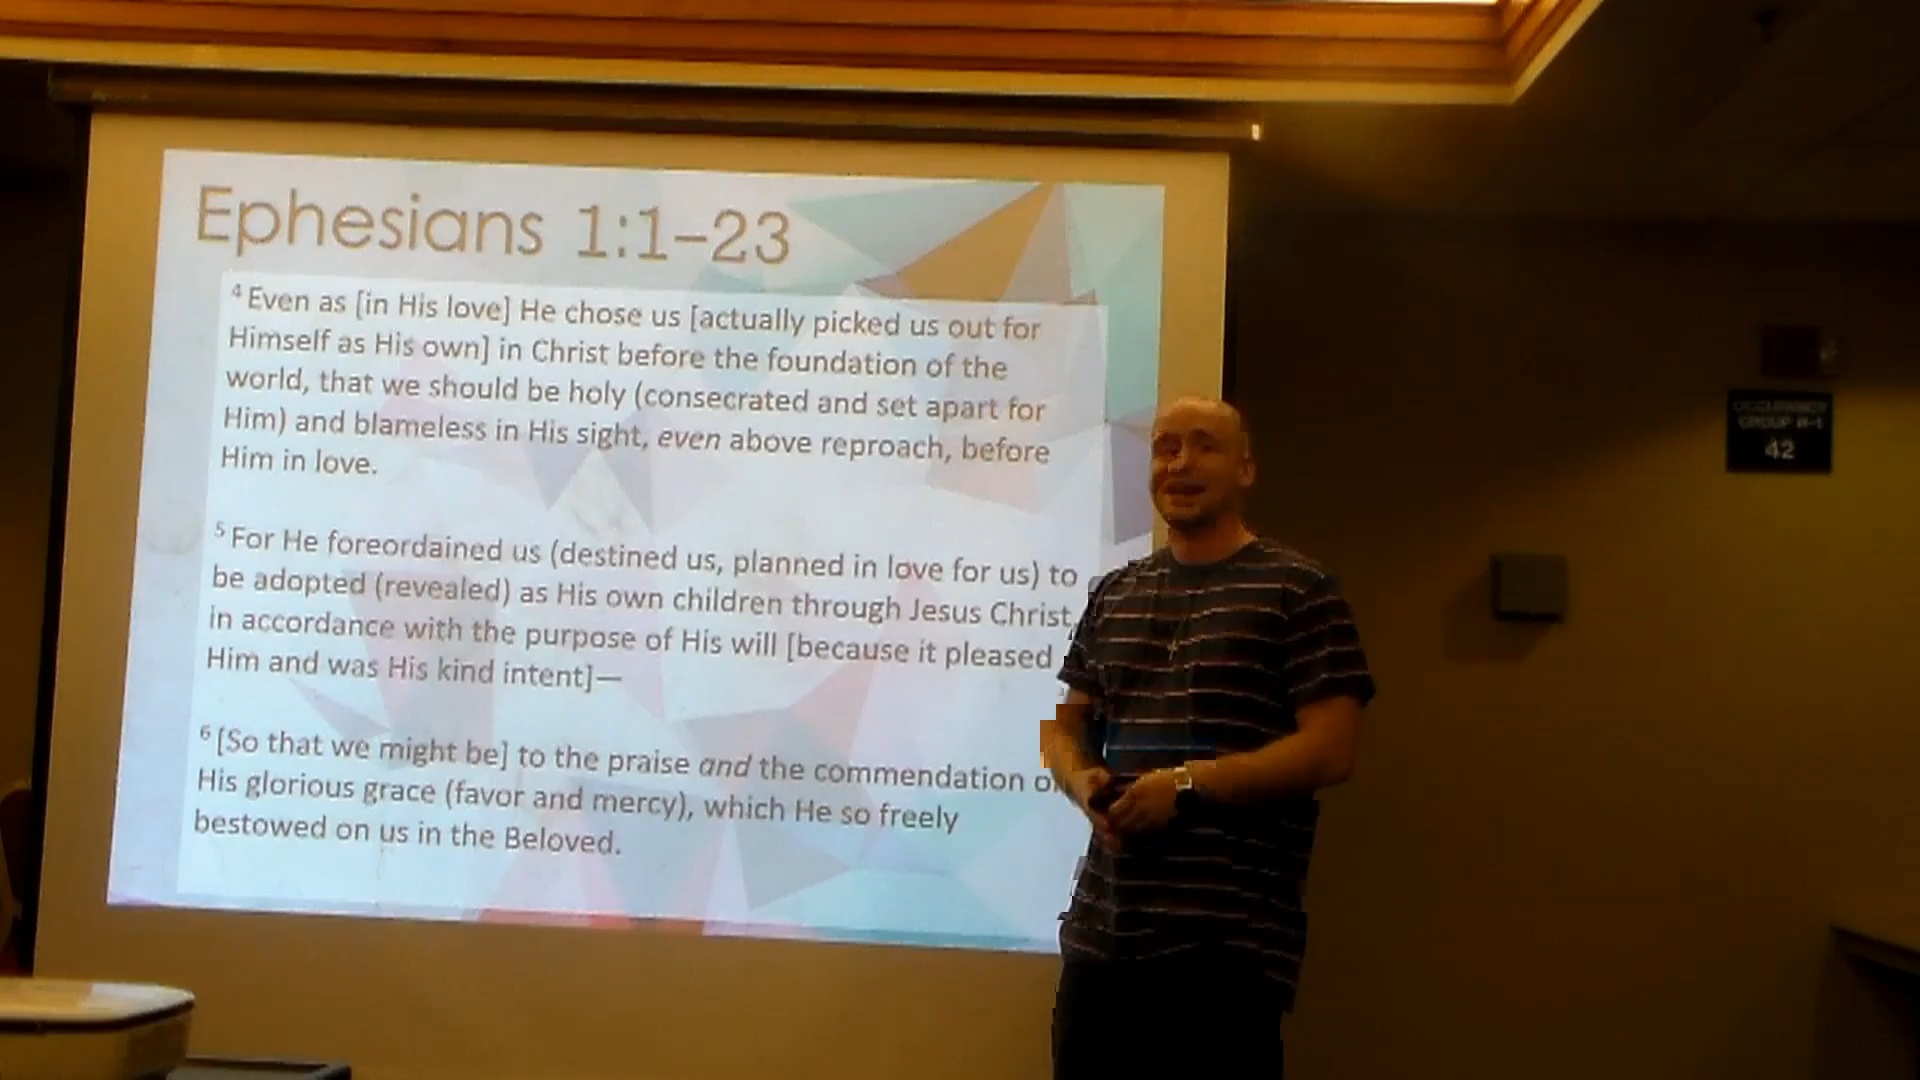 Ephesians 1:1–23
4 Even as [in His love] He chose us [actually picked us out for
Himself as His own] in Christ before the foundation of the
world, that we should be holy (consecrated and set apart for
Him) and blameless in His sight, even above reproach, before
Him in love.
5 For He foreordained us (destined us, planned in love for us) to
be adopted (revealed) as His own children through Jesus Christ,
in accordance with the purpose of His will [because it pleased
Him and was His kind intent]—
6 [So that we might be] to the praise and the commendation
His glorious grace (favor and mercy), which He so freely
bestowed on us in the Beloved.
OCCUPANCY
GROUP
42